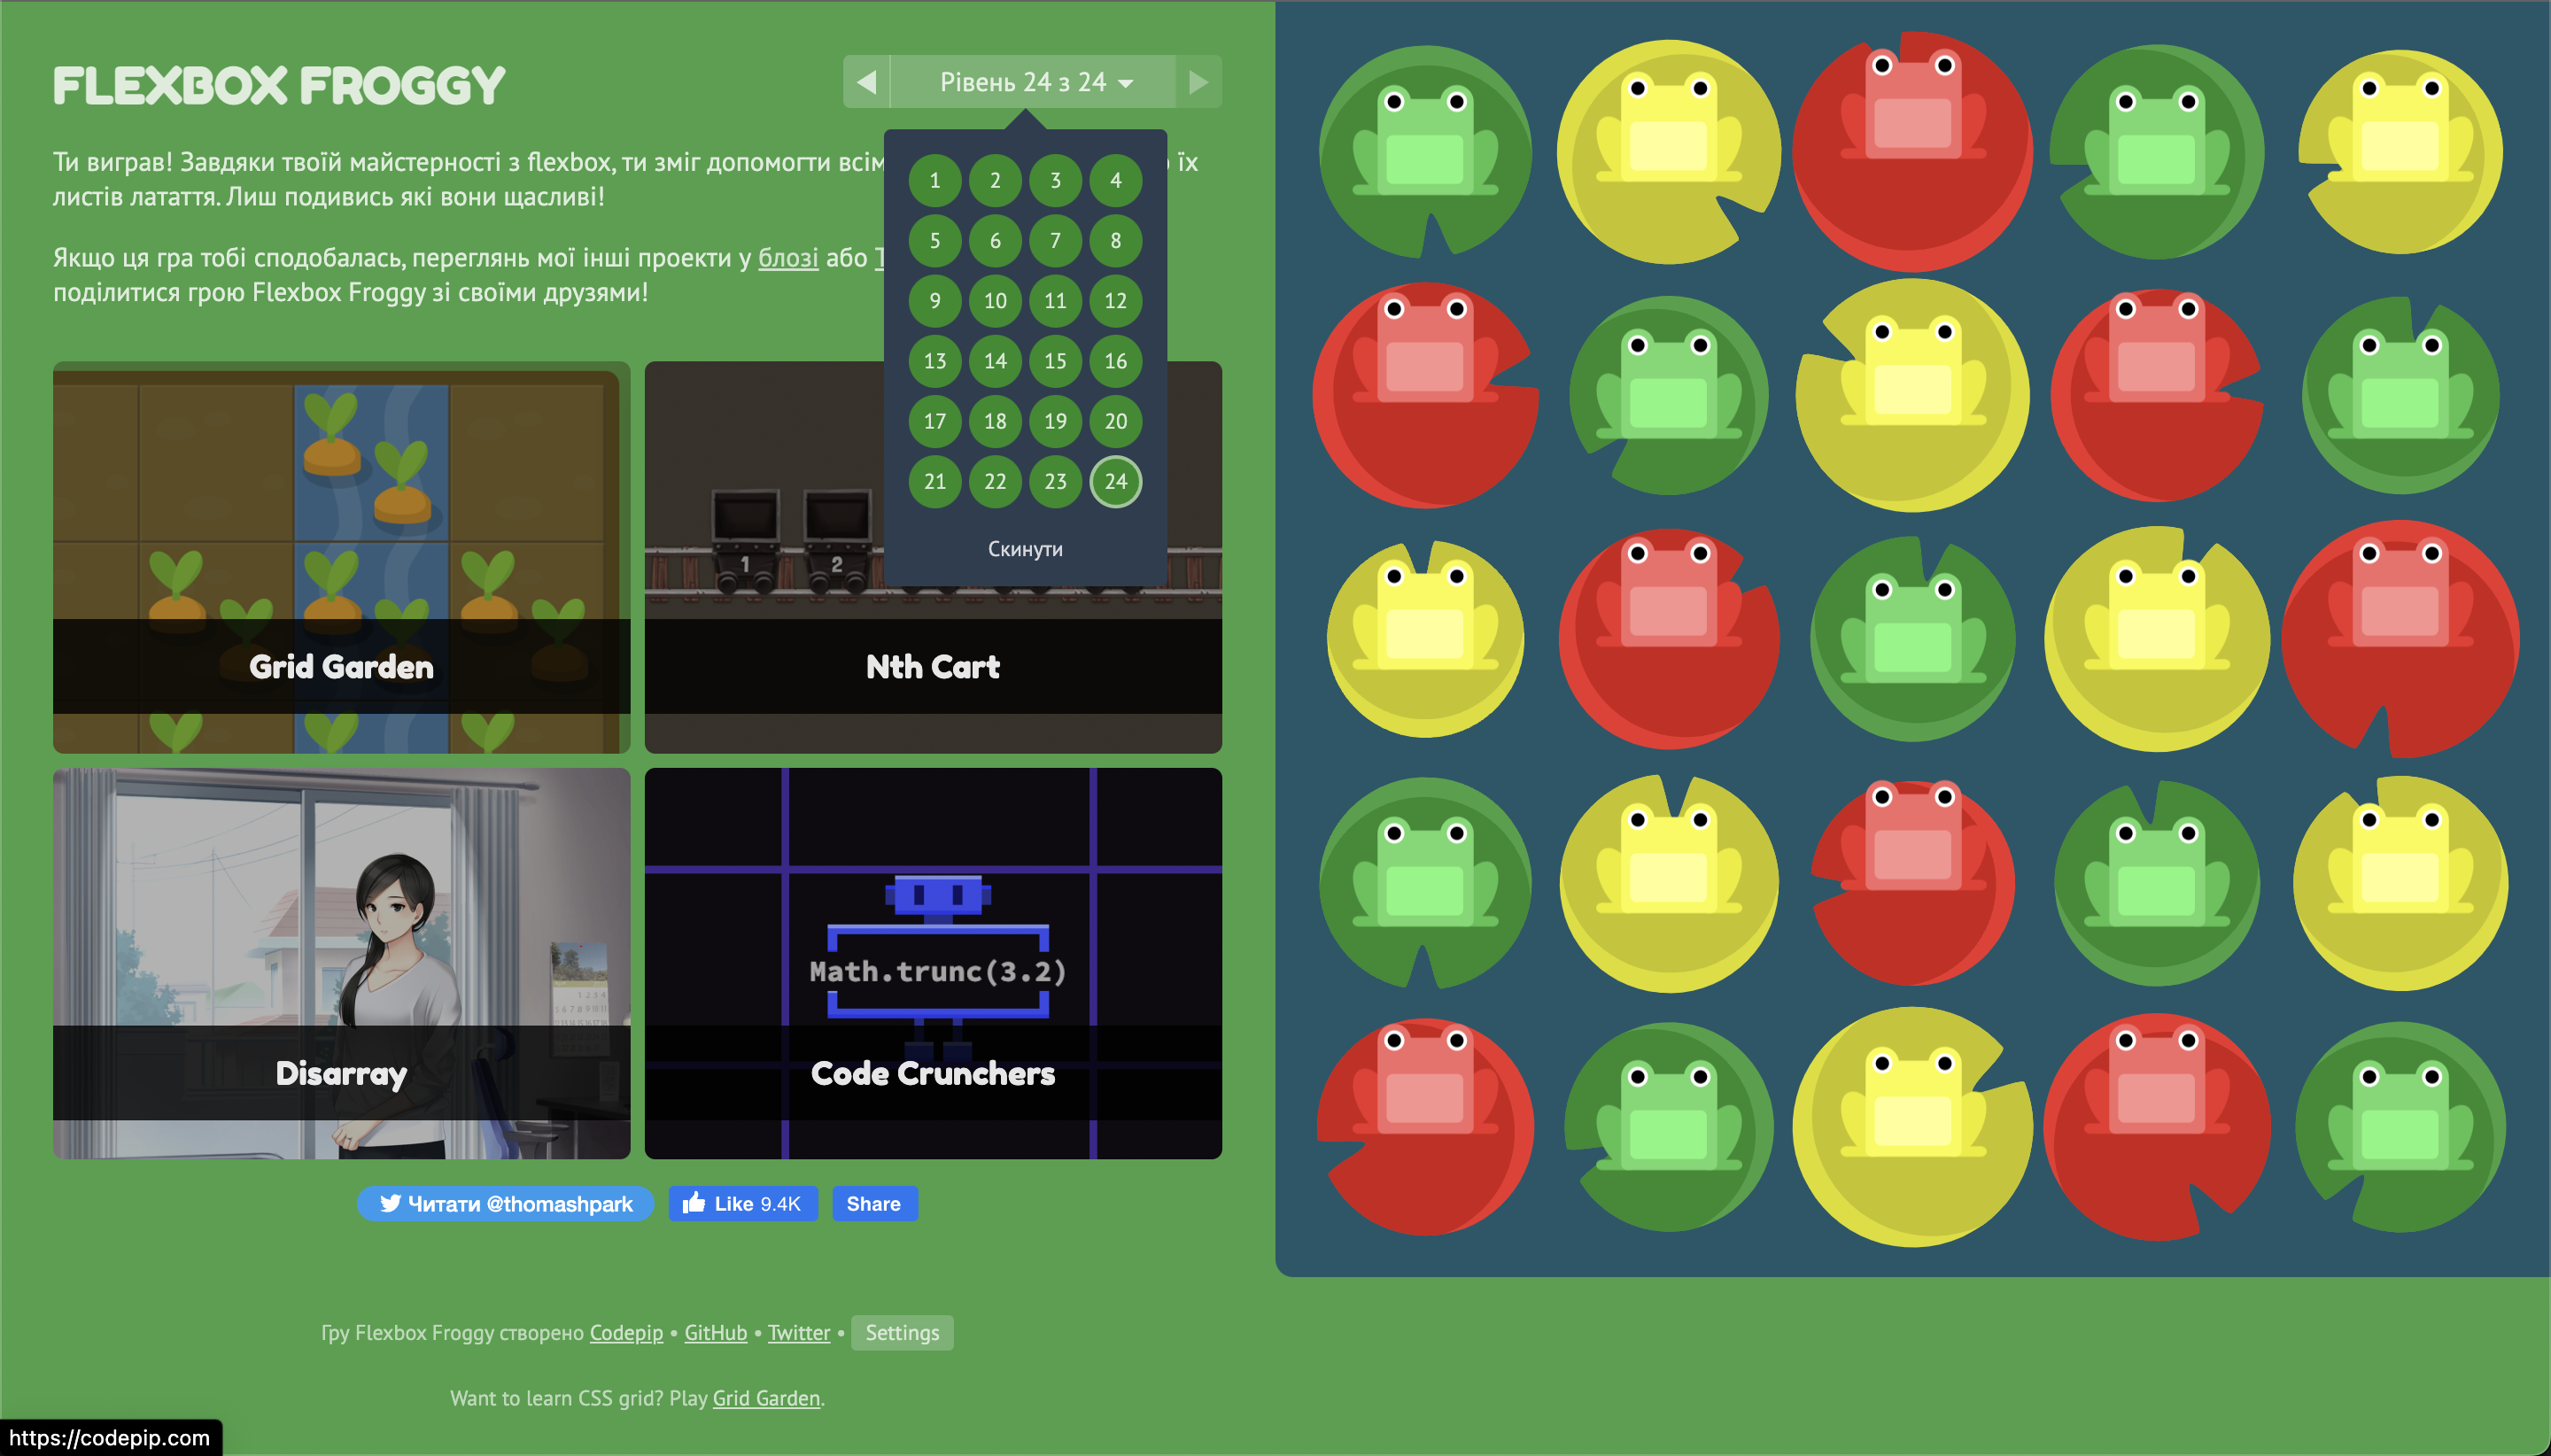 FLEXBOX FROGGY
Рівень 24 з 24
Ти виграв! Завдяки твоїй майстерності з flexbox, ти зміг допомогти всім їх
листів латаття. Лиш подивись які вони щасливі!
Якщо ця гра тобі сподобалась, переглянь мої інші проекти у блозі або
поділитися грою Flexbox Froggy зі своїми друзями!
1 2 3 4
5 6 7 8
9 10 11 12
13 14 15 16
17 18 19 20
21 22 23 24
Скинути
1 2
Grid Garden
Nth Cart
Math.trunc(3.2)
Disarray
Code Crunchers
Читати @thomashpark
Like 9.4K
Share
Гру Flexbox Froggy створено Codepip • GitHub • Twitter • Settings
Want to learn CSS grid? Play Grid Garden.
https://codepip.com